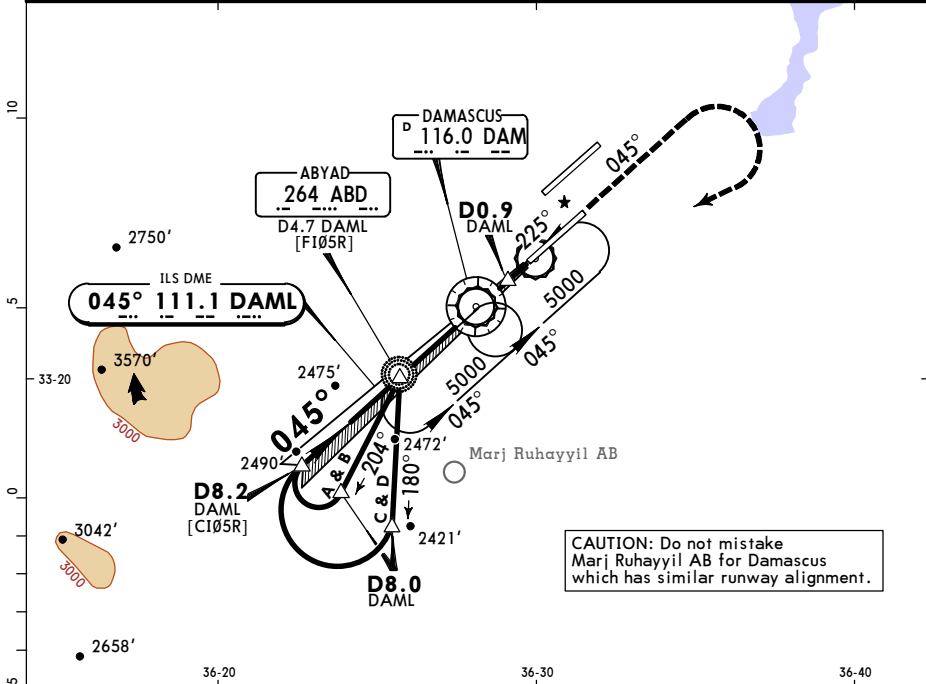 10
DAMASCUS
D 116.0 DAM
045°
ABYAD
264 ABD
D4.7 DAML
[FIØ5R]
D0.9
DAML
225°
2750'
ILS DME
045° 111.1 DAML
5
5000
045°
3570'
33-20
2475'
5000
045°
045°
3000
2472'
2490'
Marj Ruhayyil AB
A & B
204°
180°
D8.2
DAML
[CIØ5R]
0
C & D
3042'
2421'
3000
CAUTION: Do not mistake
Marj Ruhayyil AB for Damascus
which has similar runway alignment.
D8.0
DAML
2658'
5
36-20
36-30
36-40